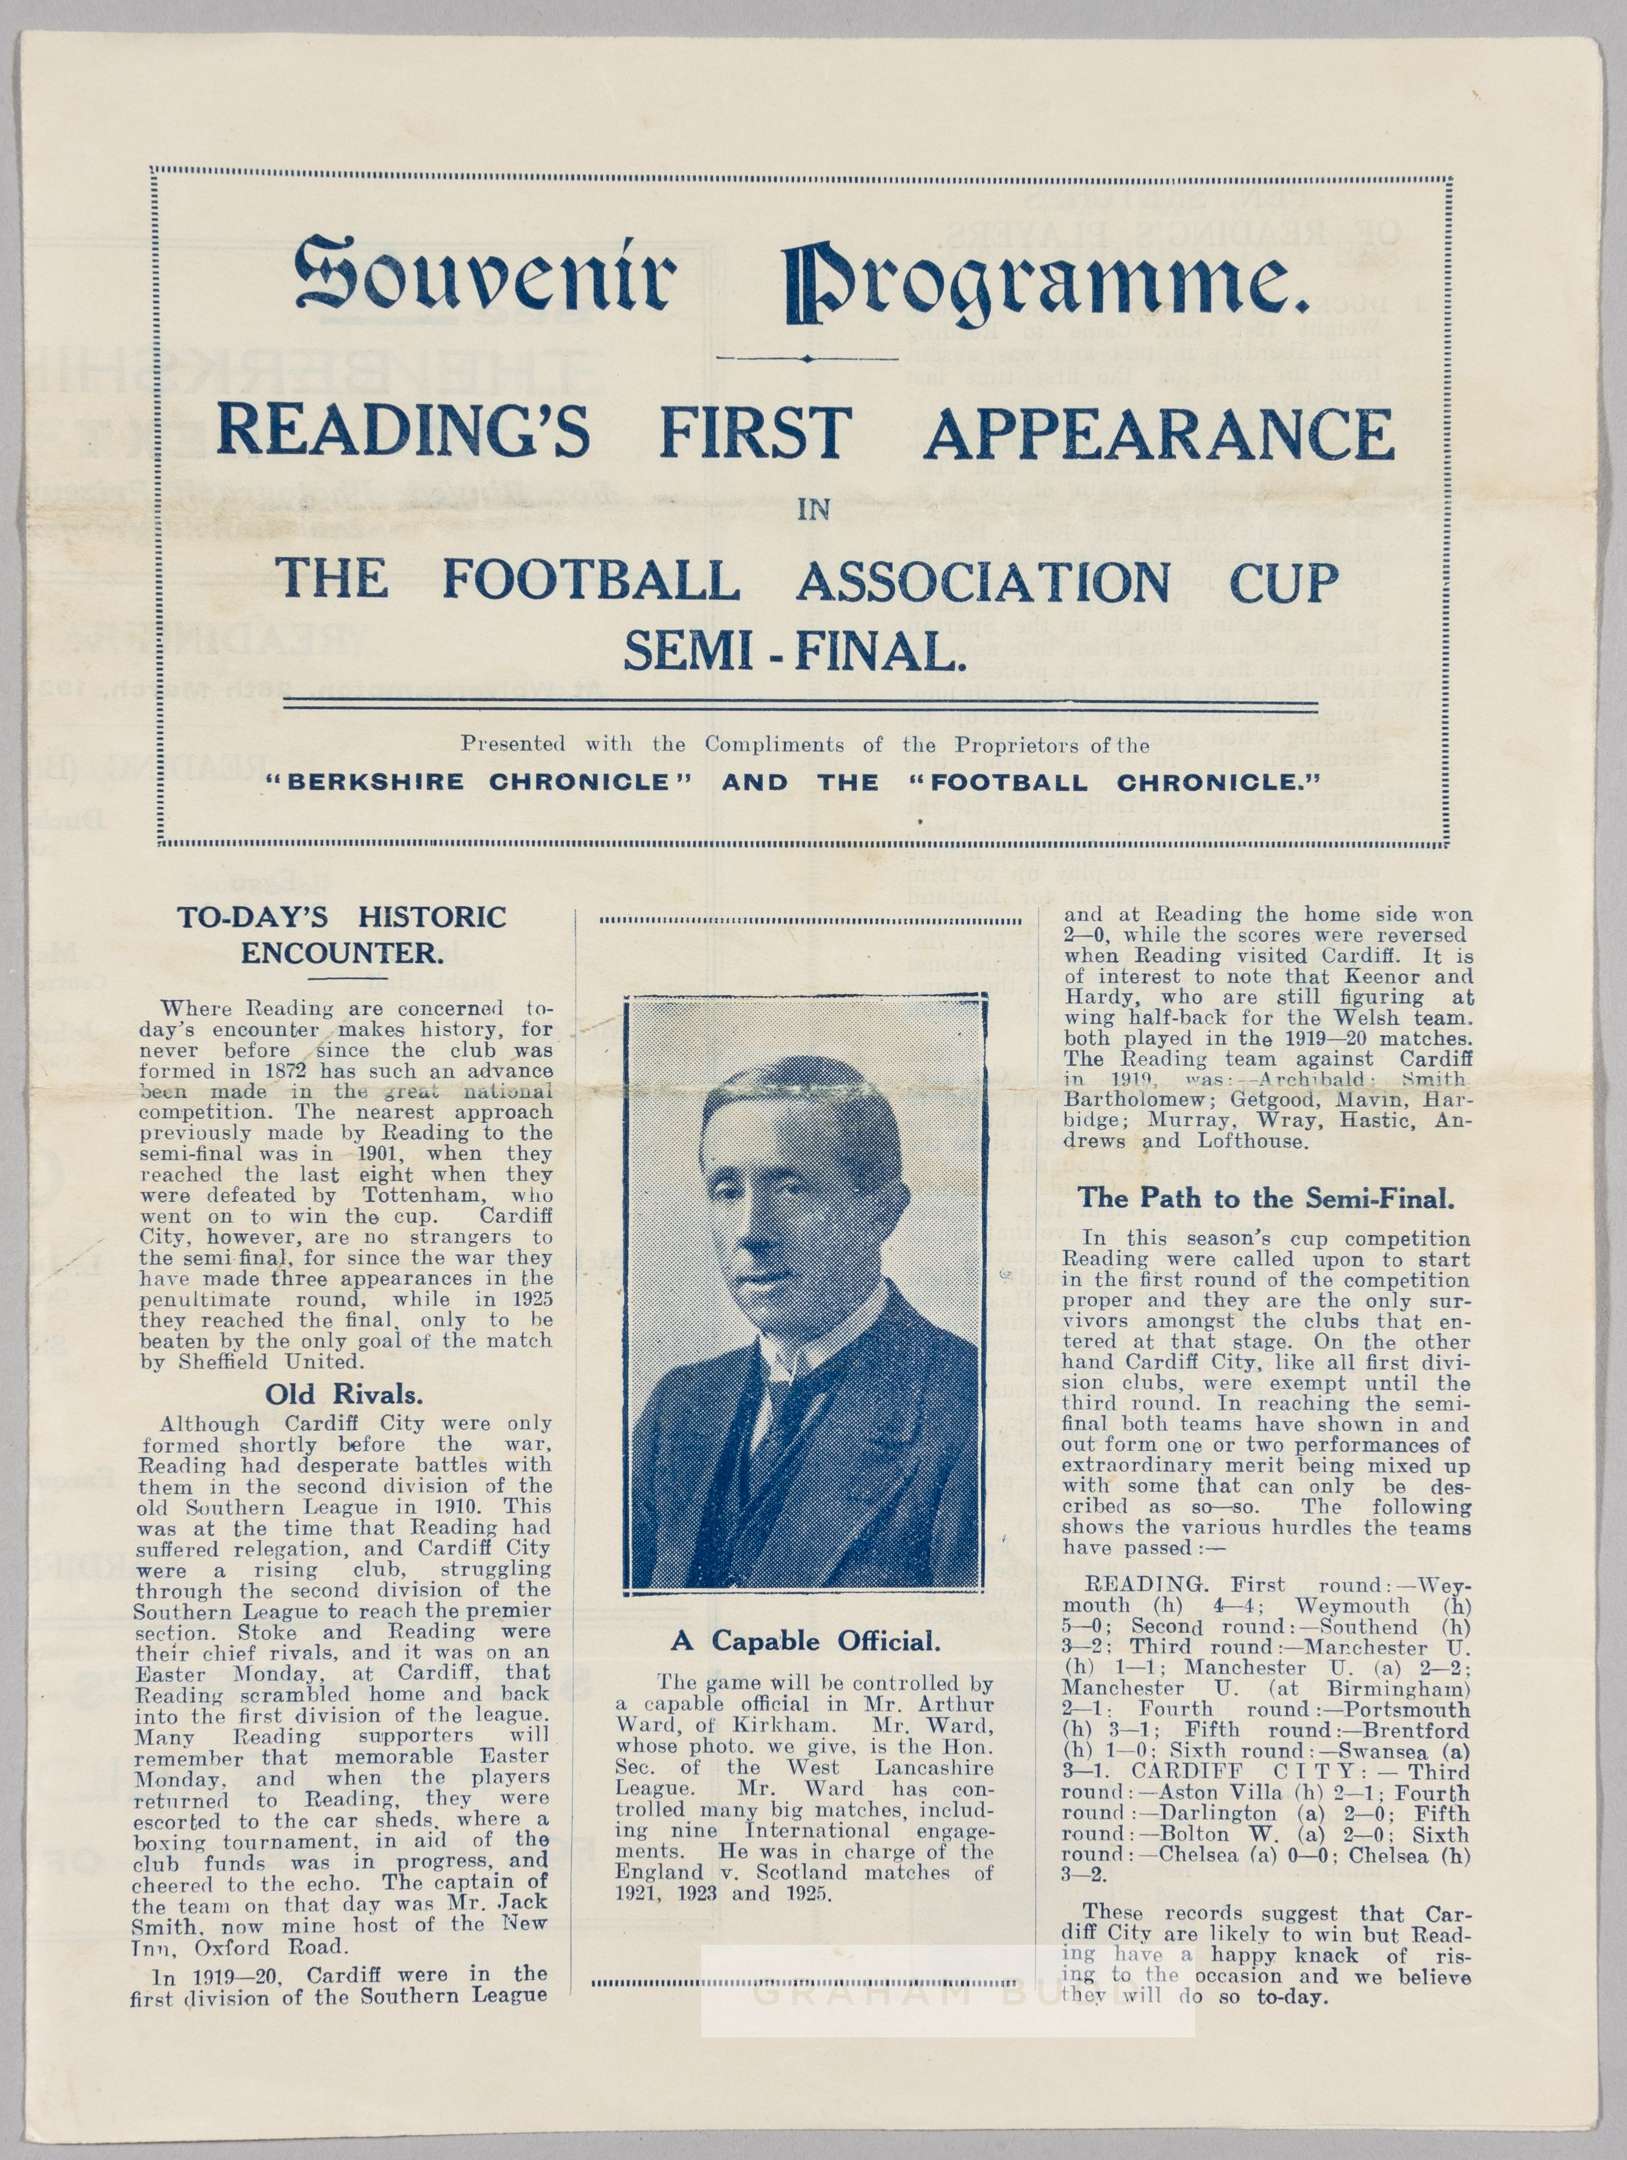 Souvenir Programme.
READING'S FIRST APPEARANCE
IN
THE FOOTBALL ASSOCIATION CUP
SEMI-FINAL.
Presented with the Compliments of the Proprietors of the
"BERKSHIRE CHRONICLE" AND THE "FOOTBALL CHRONICLE."
TO-DAY'S HISTORIC
ENCOUNTER.
Where Reading are concerned to-
day's encounter makes history, for
never before since the club was
formed in 1872 has such an advance
been made in the great national
competition. The nearest approach
previously made by Reading to the
semi-final was in 1901, when they
reached the last eight when they
were defeated by Tottenham, who
went on to win the cup. Cardiff
City, however, are no strangers to
the semi-final, for since the war they
have made three appearances in the
penultimate round, while in 1925
they reached the final, only to be
beaten by the only goal of the match
by Sheffield United.
Old Rivals.
Although Cardiff City were only
formed shortly before the war,
Reading had desperate battles with
them in the second division of the
old Southern League in 1910. This
was at the time that Reading had
suffered relegation, and Cardiff City
were a rising club, struggling
through the second division of the
Southern League to reach the premier
section. Stoke and Reading were
their chief rivals, and it was on an
Easter Monday, at Cardiff, that
Reading scrambled home and back
into the first division of the league.
Many Reading supporters will
remember that memorable Easter
Monday, and when the players
returned to Reading, they were
escorted to the car sheds, where a
boxing tournament, in aid of the
club funds was in progress, and
cheered to the echo. The captain of
the team on that day was Mr. Jack
Smith, now mine host of the New
Inn, Oxford Road.
In 1919—20, Cardiff were in the
first division of the Southern League
A Capable Official.
The game will be controlled by
a capable official in Mr. Arthur
Ward, of Kirkham. Mr. Ward,
whose photo. we give, is the Hon.
Sec. of the West Lancashire
League. Mr. Ward has con-
trolled many big matches, includ-
ing nine International engage-
ments. He was in charge of the
England v. Scotland matches of
1921, 1923 and 1925.
GRAHAM BUDD
and at Reading the home side won
2—0, while the scores were reversed
when Reading visited Cardiff. It is
of interest to note that Keenor and
Hardy, who are still figuring at
wing half-back for the Welsh team.
both played in the 1919—20 matches.
The Reading team against Cardiff
in 1919, was:—Archibald; Smith
Bartholomew; Getgood, Mavin, Har-
bidge; Murray, Wray, Hastic, An-
drews and Lofthouse.
The Path to the Semi-Final.
In this season's cup competition
Reading were called upon to start
in the first round of the competition
proper and they are the only sur-
vivors amongst the clubs that en-
tered at that stage. On the other
hand Cardiff City, like all first divi-
sion clubs, were exempt until the
third round. In reaching the semi-
final both teams have shown in and
out form one or two performances of
extraordinary merit being mixed up
with some that can only be des-
cribed as so—so. The following
shows the various hurdles the teams
have passed:—
READING. First round:—Wey-
mouth (h) 4—4; Weymouth (h)
5—0; Second round:—Southend (h)
3—2; Third round:—Manchester U.
(h) 1—1; Manchester U. (a) 2—2;
Manchester U. (at Birmingham)
2—1; Fourth round:—Portsmouth
(h) 3—1; Fifth round:—Brentford
(h) 1—0; Sixth round:—Swansea (a)
3—1. CARDIFF CITY:— Third
round:—Aston Villa (h) 2—1; Fourth
round:—Darlington (a) 2—0; Fifth
round:—Bolton W. (a) 2—0; Sixth
round:—Chelsea (a) 0—0; Chelsea (h)
3—2.
These records suggest that Car-
diff City are likely to win but Read-
ing have a happy knack of ris-
ing to the occasion and we believe
they will do so to-day.